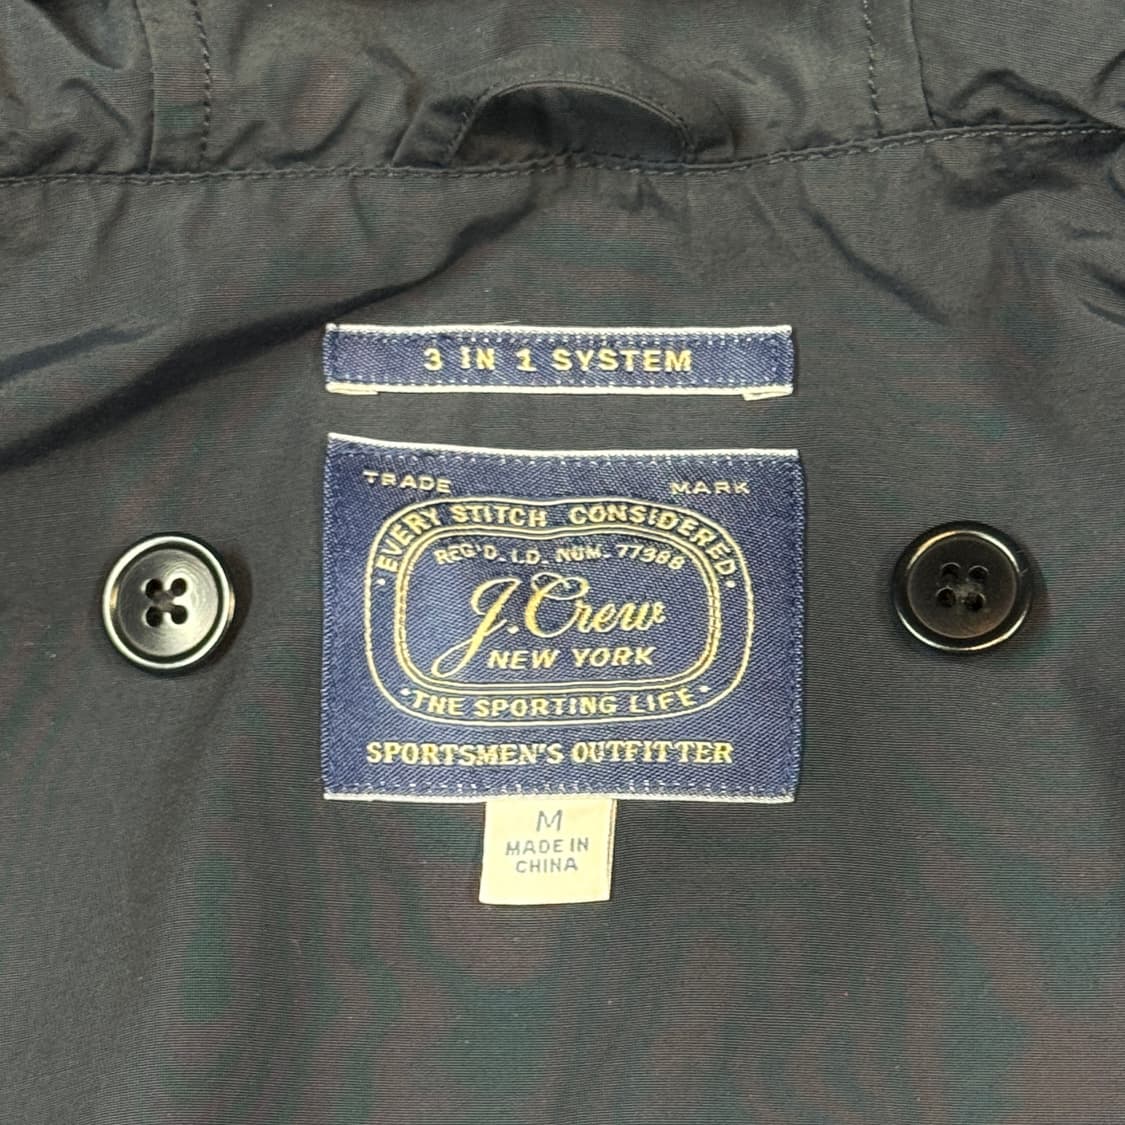 3 IN 1 SYSTEM
TRADE MARK
EVERY STITCH CONSIDERED
REG'D. I.D. NUM. 77388
J.Crew
NEW YORK
THE SPORTING LIFE
SPORTSMEN'S OUTFITTER
M
MADE IN
CHINA